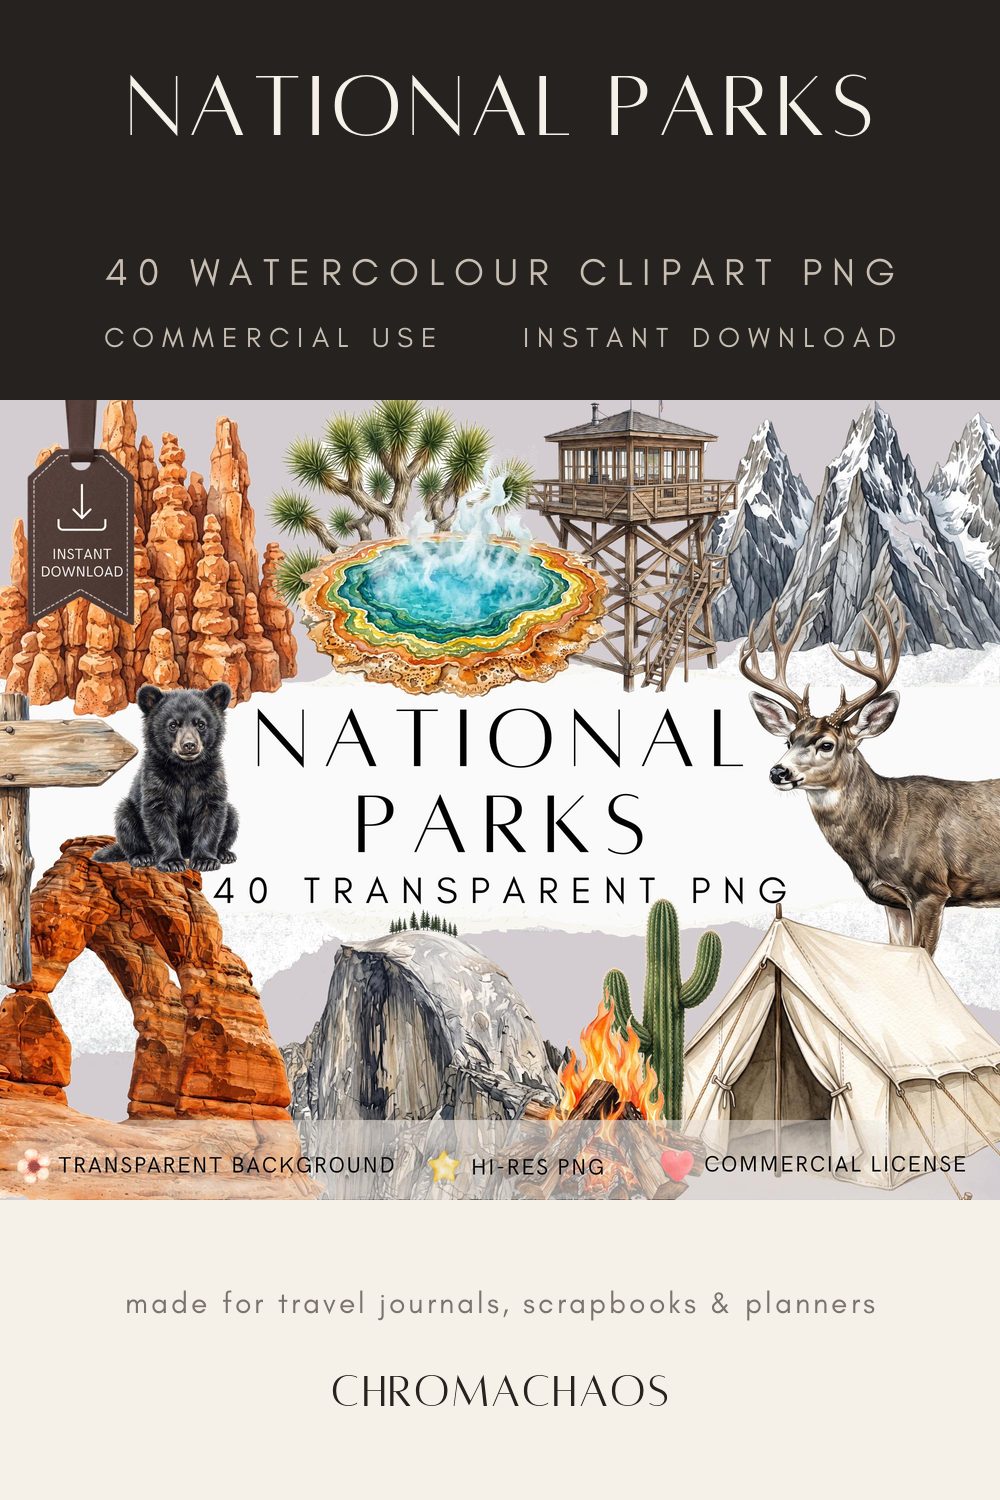 NATIONAL PARKS
40 WATERCOLOUR CLIPART PNG
COMMERCIAL USE INSTANT DOWNLOAD
INSTANT
DOWNLOAD
NATIONAL
PARKS
40 TRANSPARENT PNG
TRANSPARENT BACKGROUND HI-RES PNG COMMERCIAL LICENSE
made for travel journals, scrapbooks & planners
CHROMACHAOS